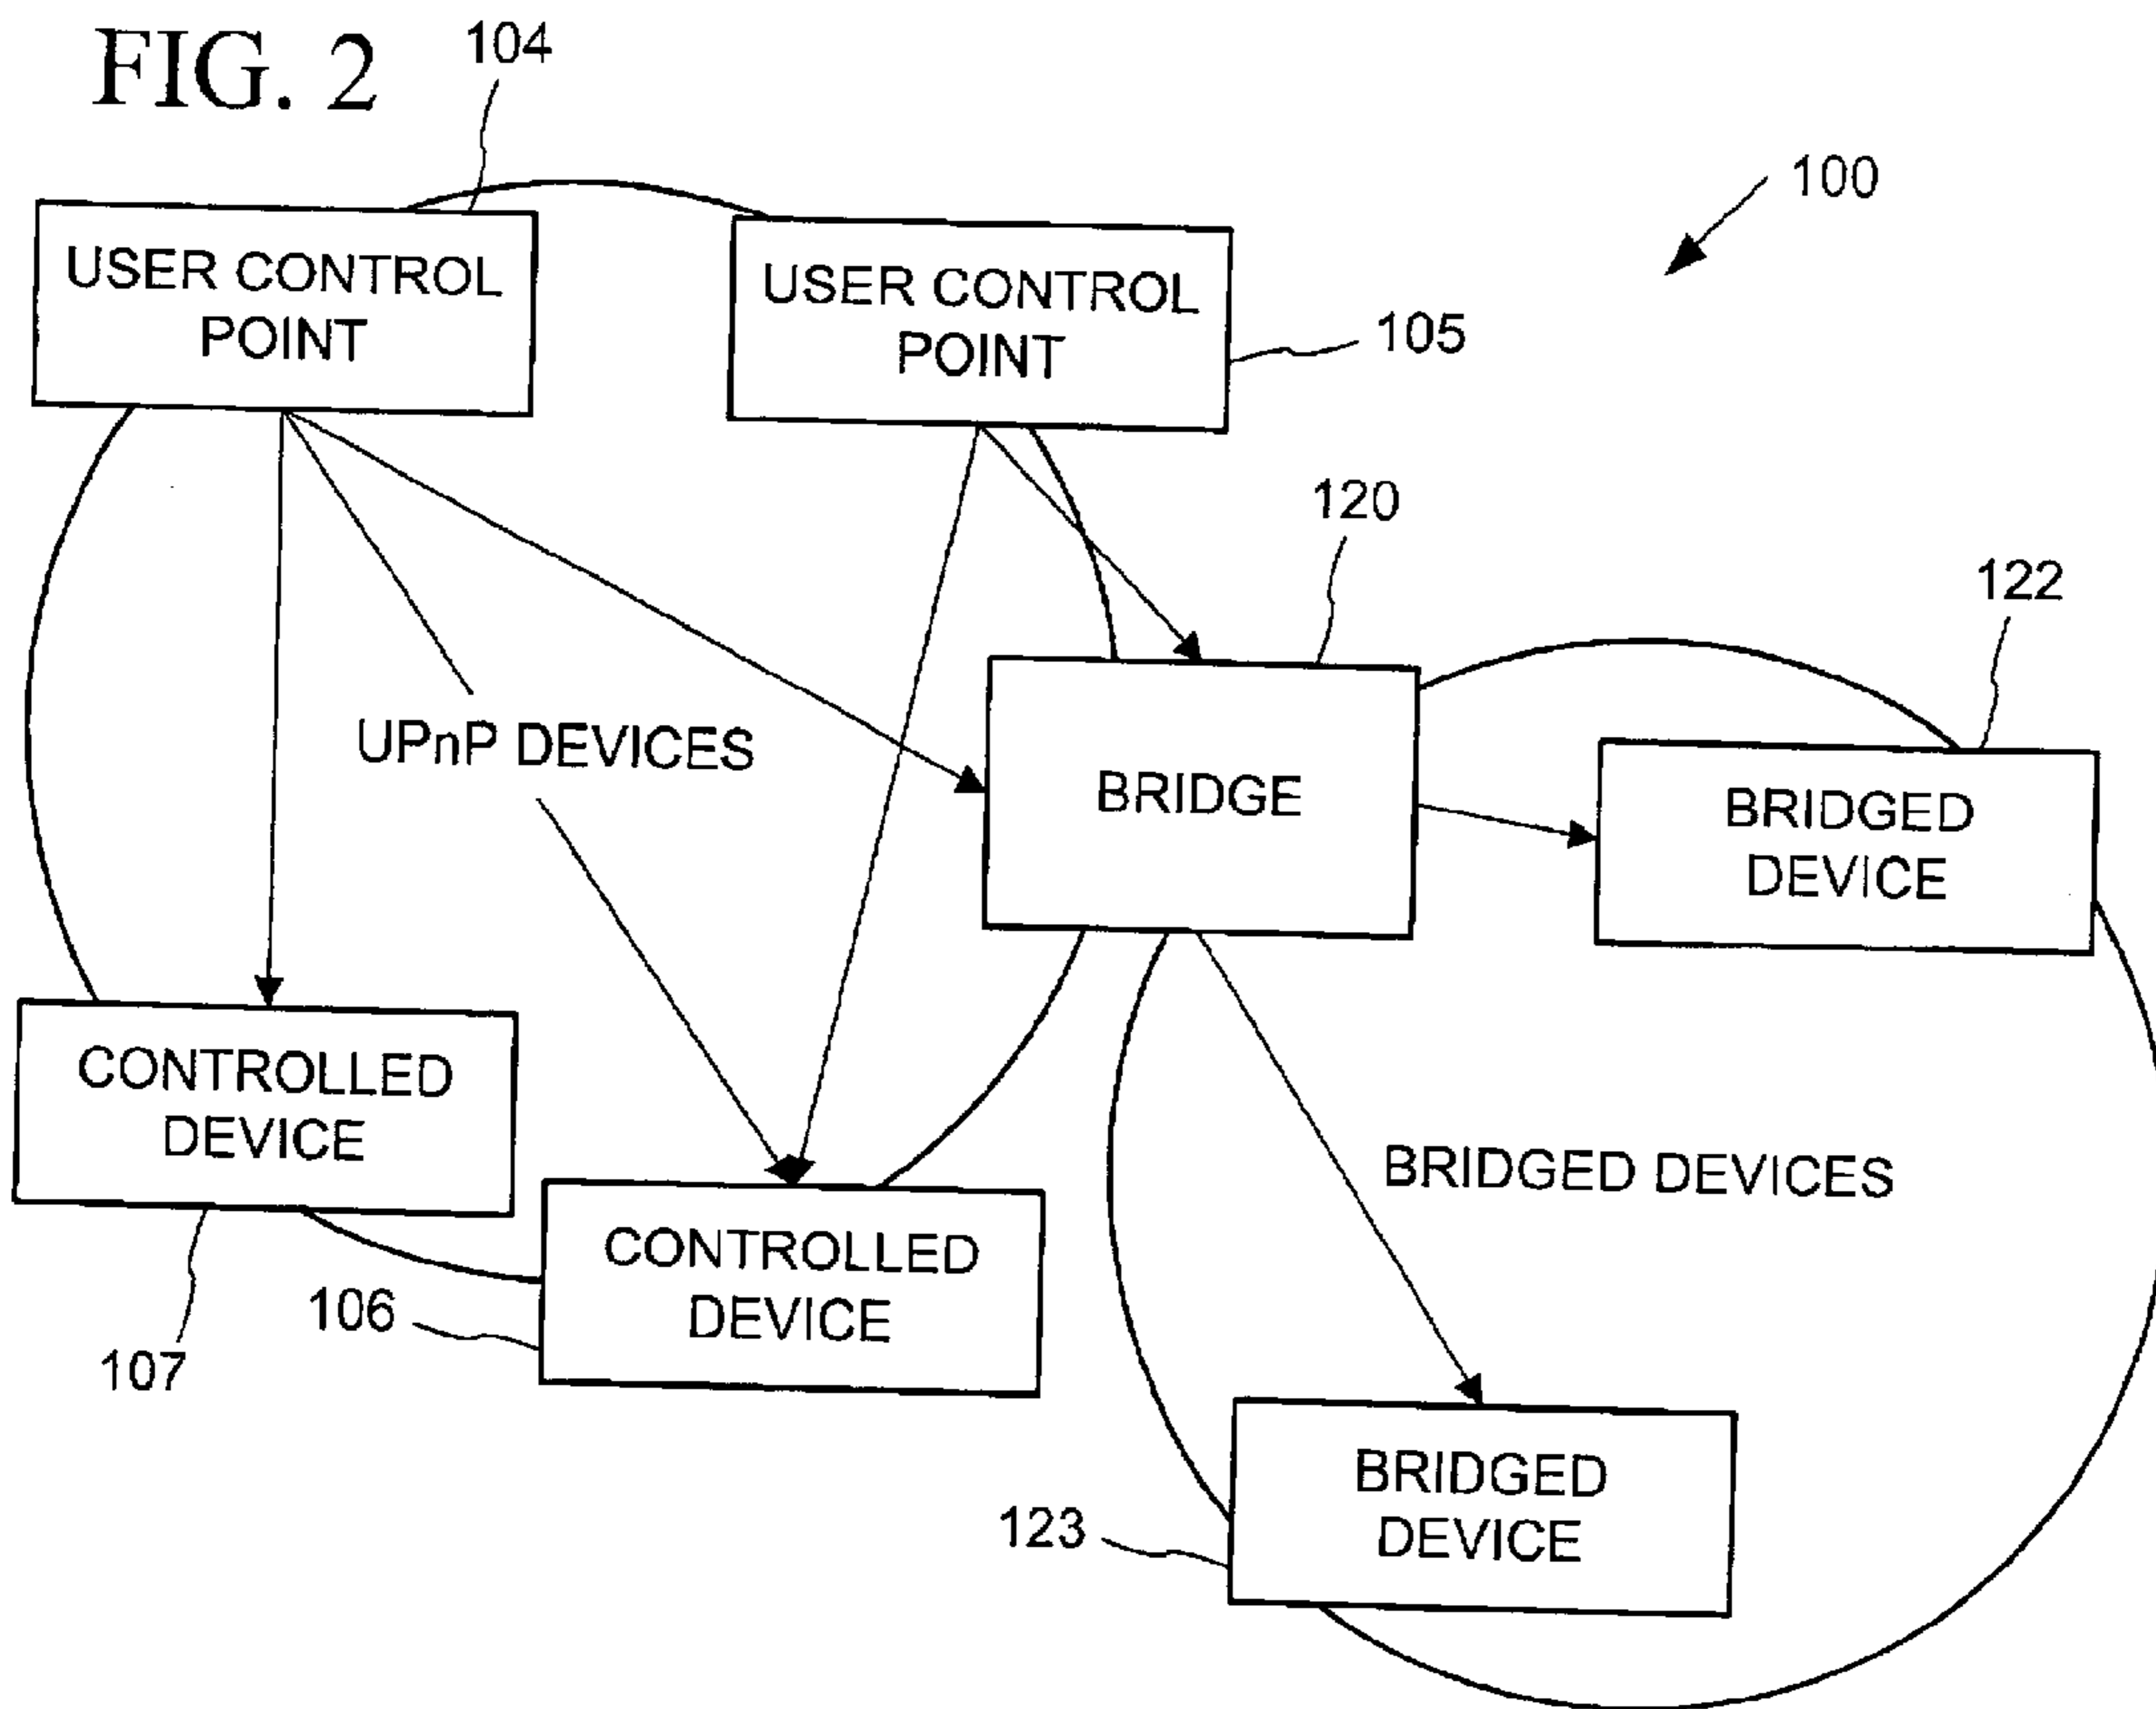 FIG. 2
104
100
USER CONTROL
POINT
USER CONTROL
POINT
105
120
122
UPnP DEVICES
BRIDGE
BRIDGED
DEVICE
CONTROLLED
DEVICE
BRIDGED DEVICES
CONTROLLED
DEVICE
106
107
BRIDGED
DEVICE
123